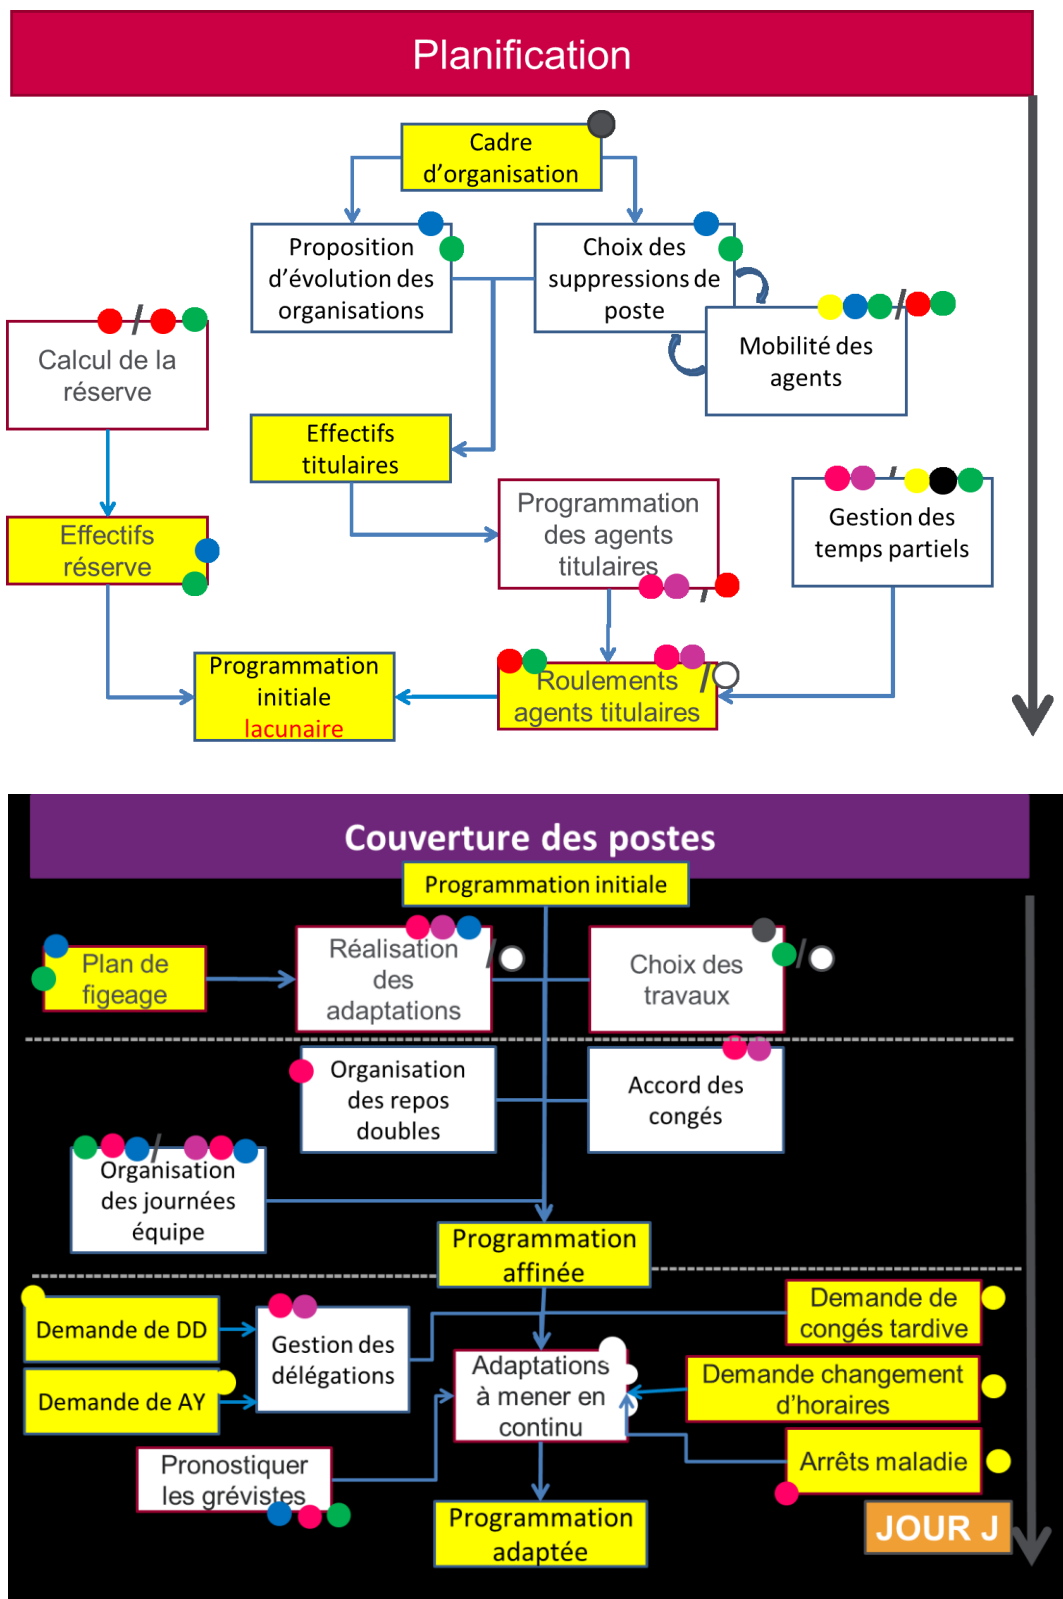 Planification
Cadre
d’organisation
Proposition
d'évolution des
organisations
Choix des
suppressions de
poste
Mobilité des
agents
/
Calcul de la
réserve
/
Effectifs
titulaires
Programmation
des agents
titulaires
/
Gestion des
temps partiels
/
Effectifs
réserve
Programmation
initiale
lacunaire
Roulements
agents titulaires
/
Couverture des postes
Programmation initiale
Plan de
figeage
Réalisation
des
adaptations
/
Choix des
travaux
/
Organisation
des repos
doubles
Accord des
congés
/
Organisation
des journées
équipe
Programmation
affinée
Demande de DD
Demande de AY
Gestion des
délégations
Demande de
congés tardive
Adaptations
à mener en
continu
Demande changement
d’horaires
Pronostiquer
les grévistes
Arrêts maladie
Programmation
adaptée
JOUR J